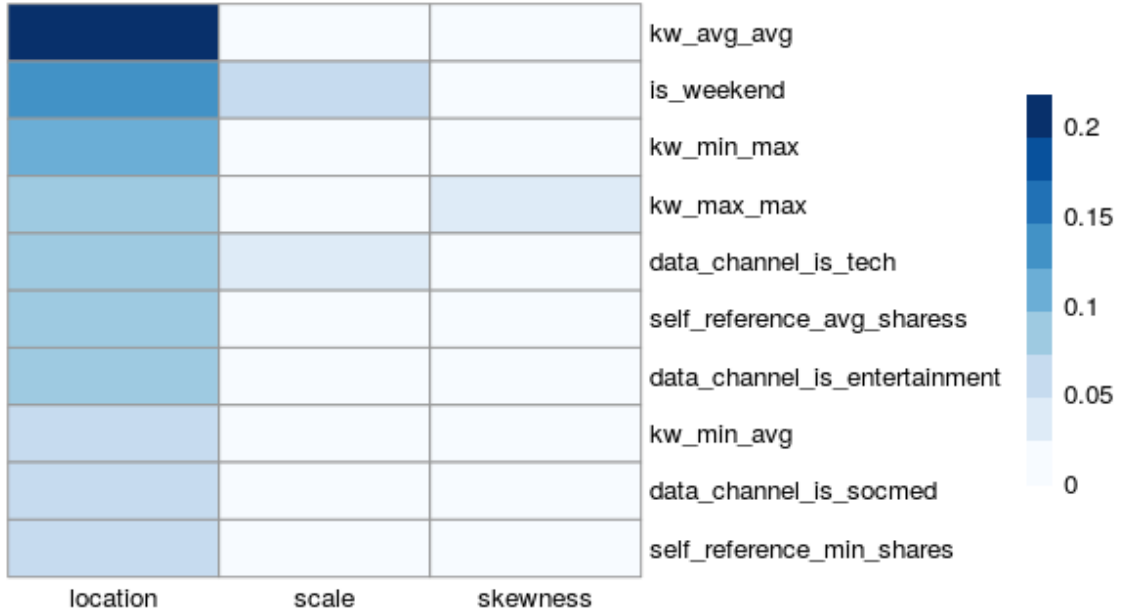 kw_avg_avg
is_weekend
kw_min_max
kw_max_max
data_channel_is_tech
self_reference_avg_sharess
data_channel_is_entertainment
kw_min_avg
data_channel_is_socmed
self_reference_min_shares
location scale skewness
0.2
0.15
0.1
0.05
0